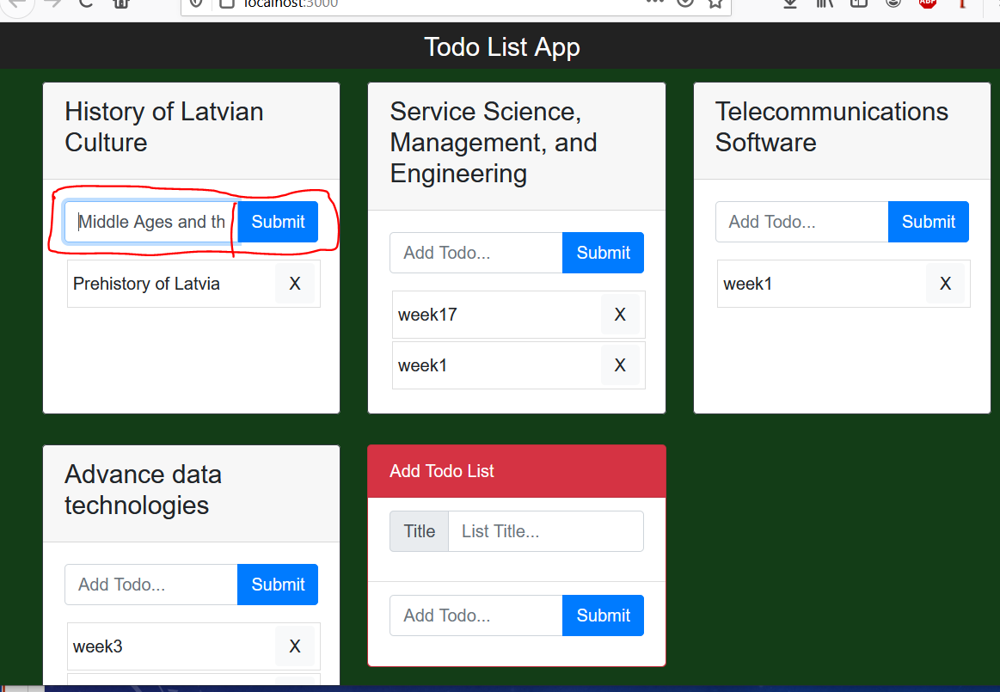 localhost:3000
ABP
Todo List App
History of Latvian
Culture
Middle Ages and th
Submit
Prehistory of Latvia
X
Service Science,
Management, and
Engineering
Add Todo...
Submit
week17
X
week1
X
Telecommunications
Software
Add Todo...
Submit
week1
X
Advance data
technologies
Add Todo...
Submit
week3
X
Add Todo List
Title
List Title...
Add Todo...
Submit